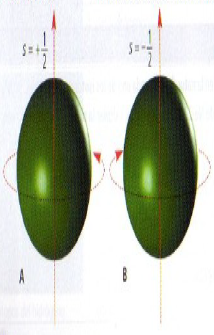 s = + 1/2
s = - 1/2
A
B